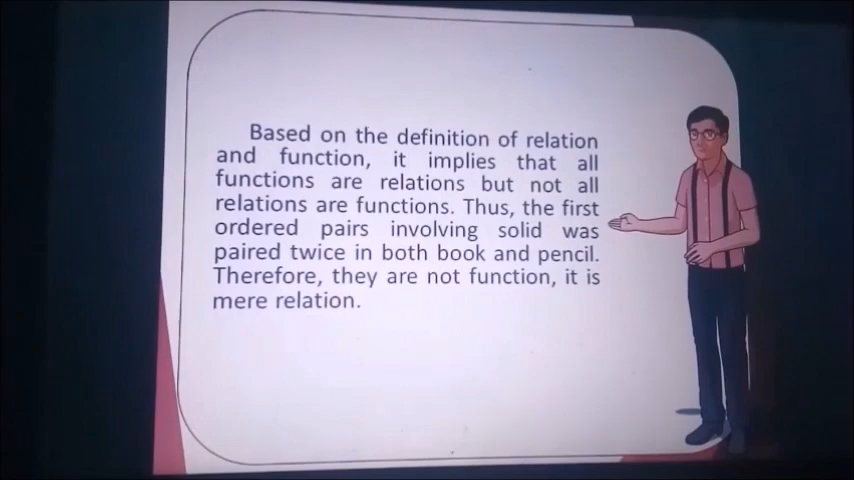 Based on the definition of relation
and function, it implies that all
functions are relations but not all
relations are functions. Thus, the first
ordered pairs involving solid was
paired twice in both book and pencil.
Therefore, they are not function, it is
mere relation.